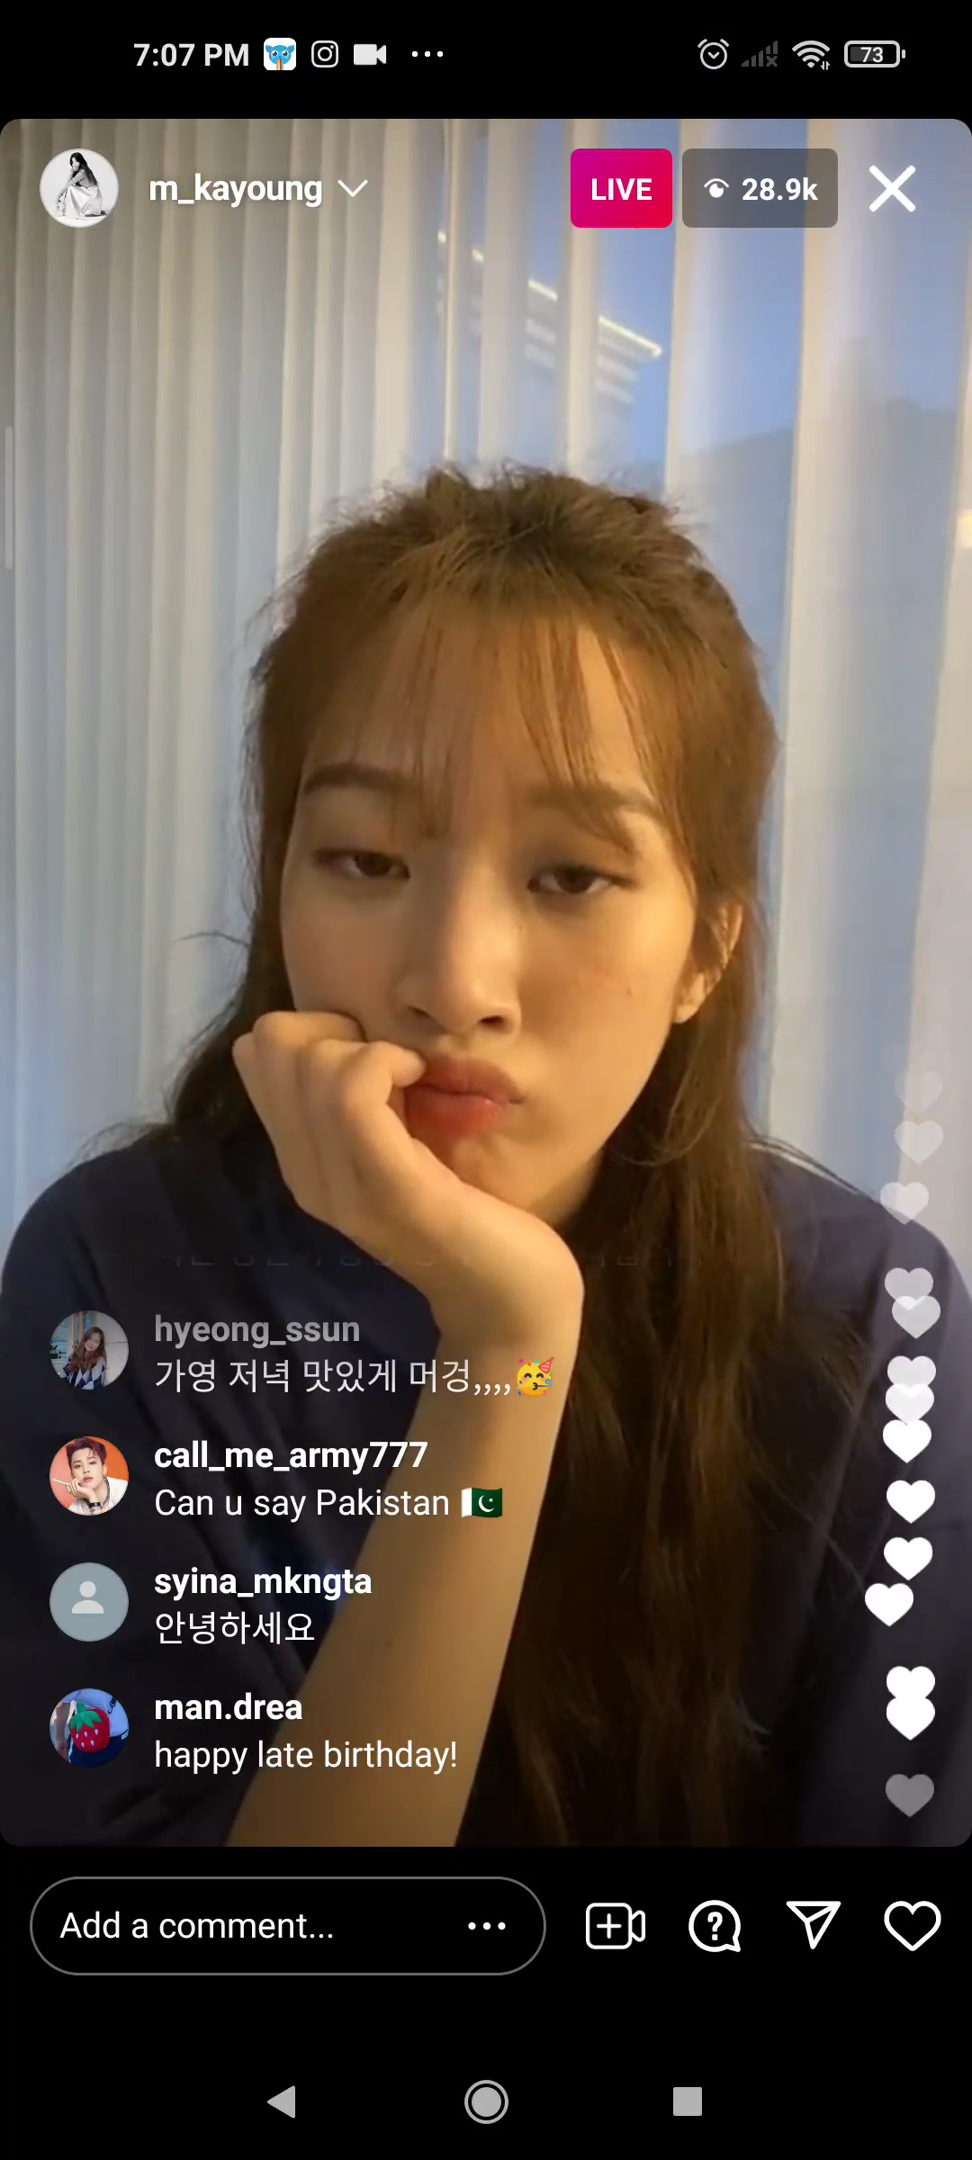 7:07 PM
73
m_kayoung
LIVE
28.9k
hyeong_ssun
가영 저녁 맛있게 머겅,,,,🥳
call_me_army777
Can u say Pakistan 🇵🇰
syina_mkngta
안녕하세요
man.drea
happy late birthday!
Add a comment...